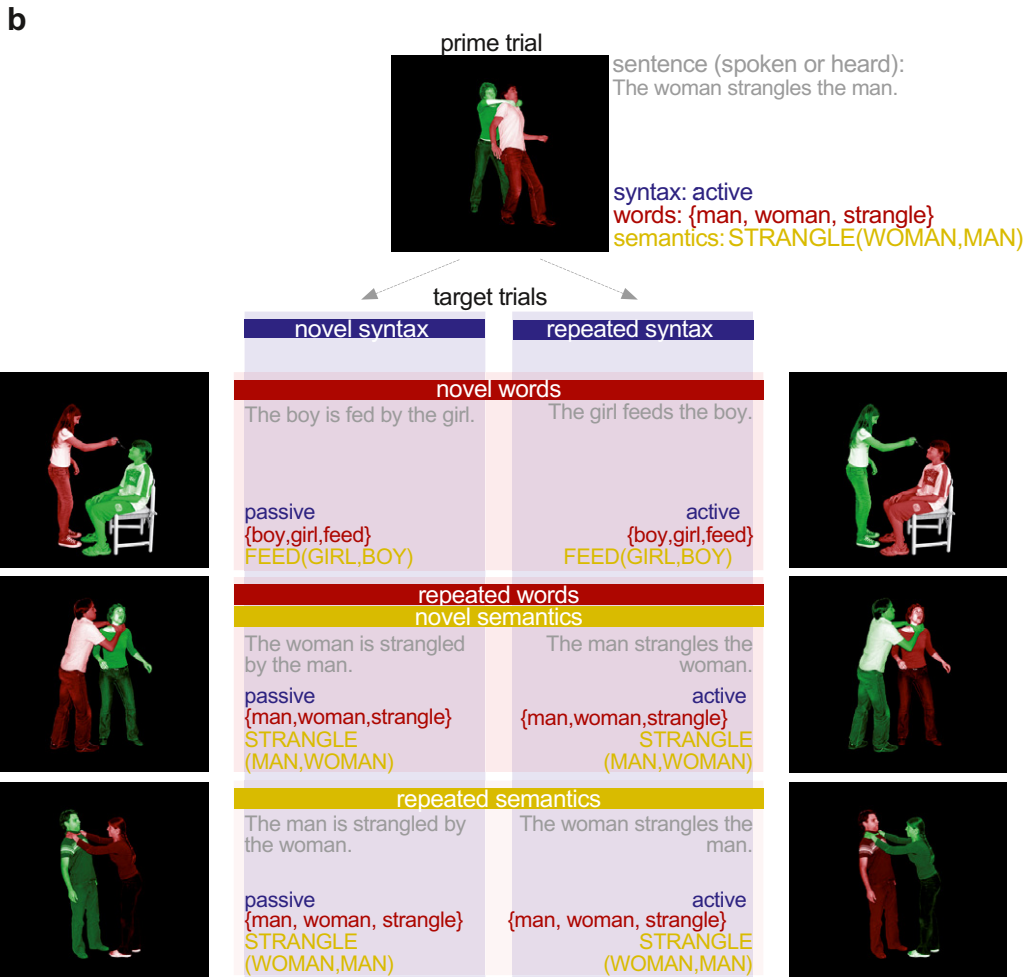 b
prime trial
sentence (spoken or heard):
The woman strangles the man.
syntax: active
words: {man, woman, strangle}
semantics: STRANGLE(WOMAN,MAN)
target trials
novel syntax
repeated syntax
novel words
The boy is fed by the girl.
The girl feeds the boy.
passive
{boy,girl,feed}
FEED(GIRL,BOY)
active
{boy,girl,feed}
FEED(GIRL,BOY)
repeated words
novel semantics
The woman is strangled
by the man.
The man strangles the
woman.
passive
{man,woman,strangle}
STRANGLE
(MAN,WOMAN)
active
{man,woman,strangle}
STRANGLE
(MAN,WOMAN)
repeated semantics
The man is strangled by
the woman.
The woman strangles the
man.
passive
{man, woman, strangle}
STRANGLE
(WOMAN,MAN)
active
{man, woman, strangle}
STRANGLE
(WOMAN,MAN)